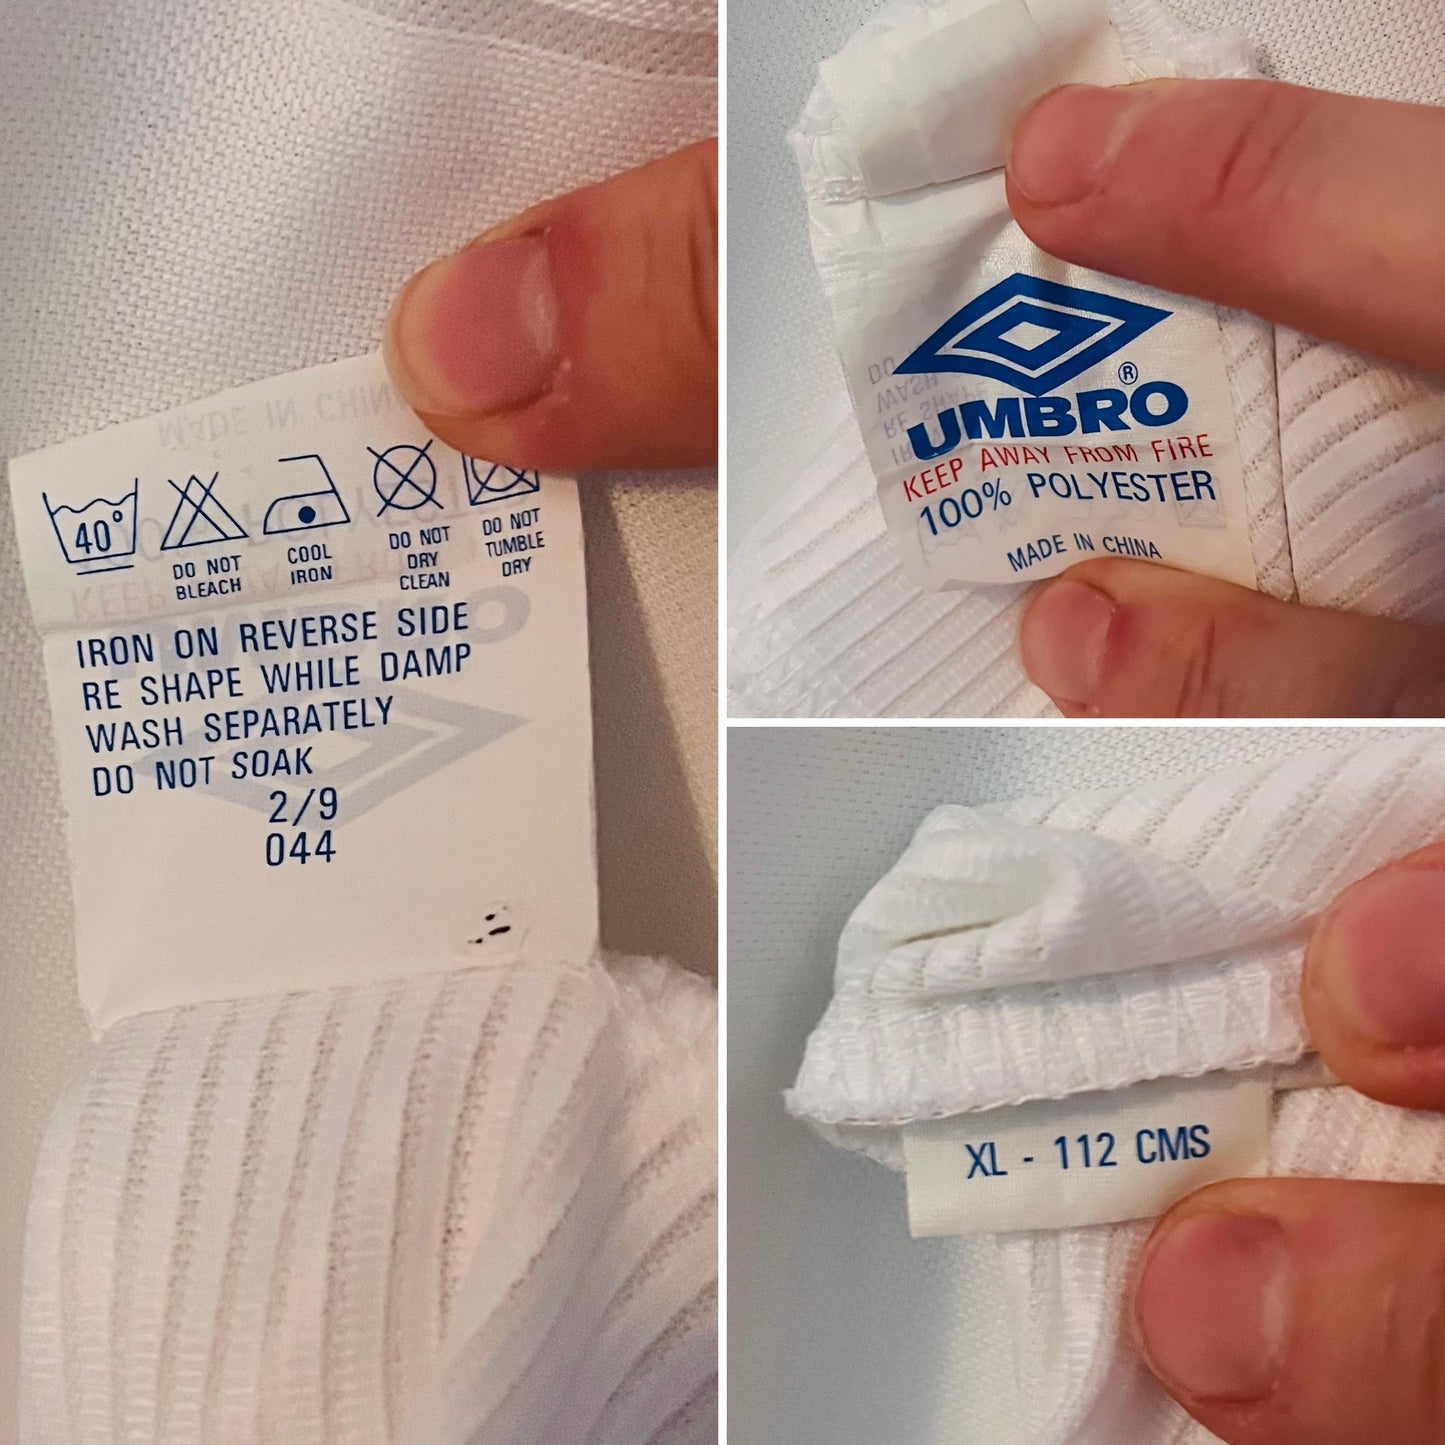 40°
DO NOT
BLEACH
COOL
IRON
DO NOT
DRY
CLEAN
DO NOT
TUMBLE
DRY
IRON ON REVERSE SIDE
RE SHAPE WHILE DAMP
WASH SEPARATELY
DO NOT SOAK
2/9
044
®
UMBRO
KEEP AWAY FROM FIRE
100% POLYESTER
MADE IN CHINA
XL - 112 CMS